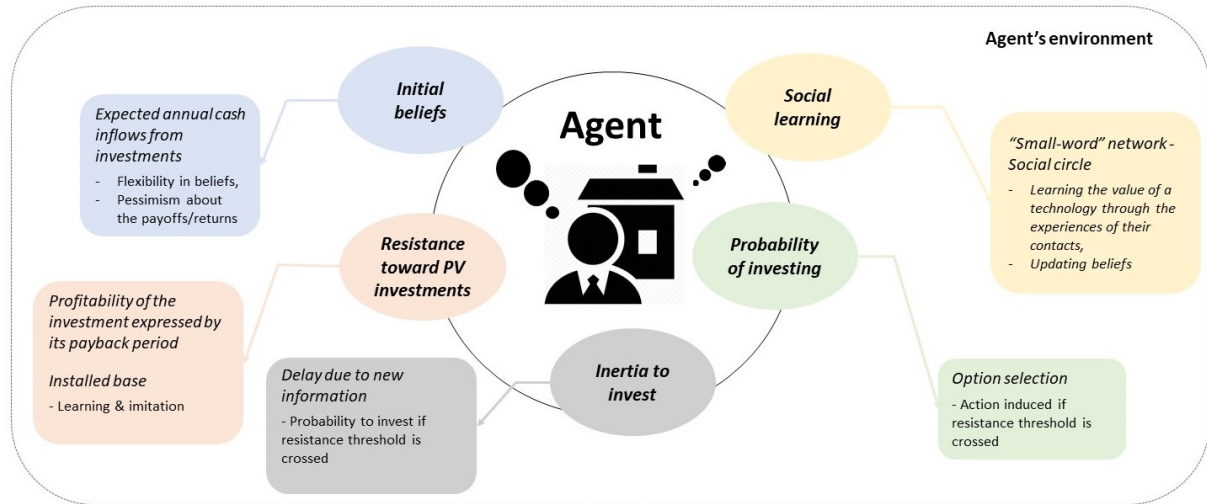 Agent's environment
Initial
beliefs
Social
learning
Agent
Expected annual cash
inflows from
investments
- Flexibility in beliefs,
- Pessimism about
the payoffs/returns
"Small-word" network -
Social circle
- Learning the value of a
technology through the
experiences of their
contacts,
- Updating beliefs
Resistance
toward PV
investments
Probability
of investing
Profitability of the
investment expressed by
its payback period
Installed base
- Learning & imitation
Delay due to new
information
- Probability to invest if
resistance threshold is
crossed
Inertia to
invest
Option selection
- Action induced if
resistance threshold is
crossed